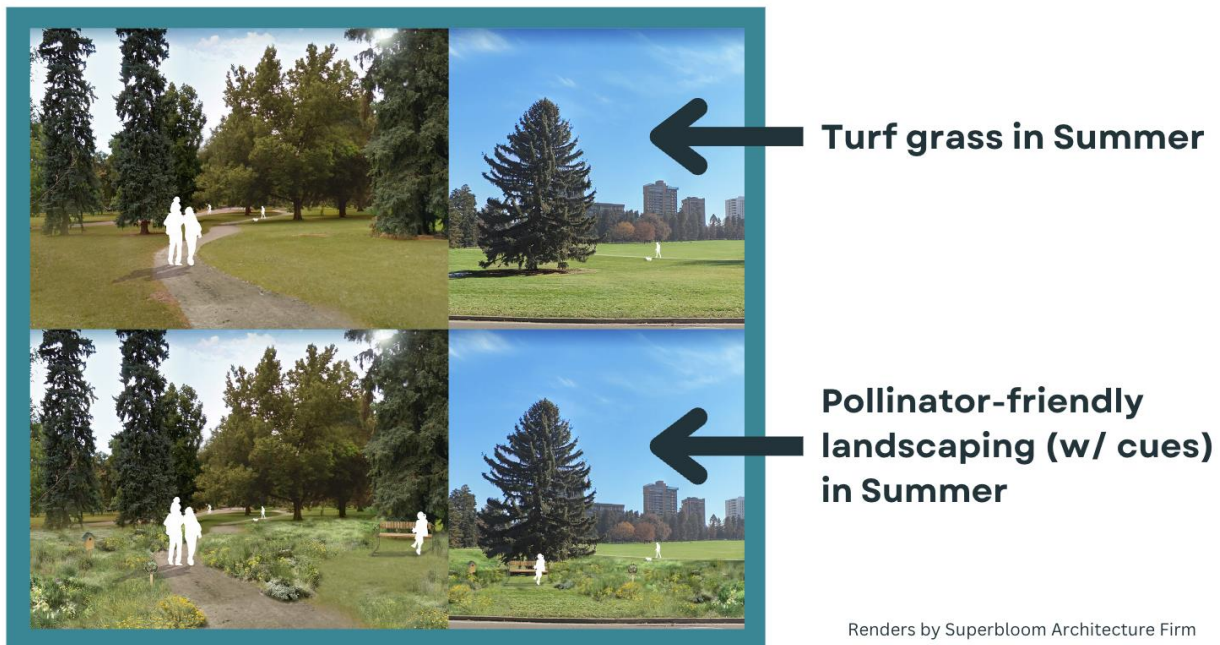 Turf grass in Summer
Pollinator-friendly
landscaping (w/ cues)
in Summer
Renders by Superbloom Architecture Firm